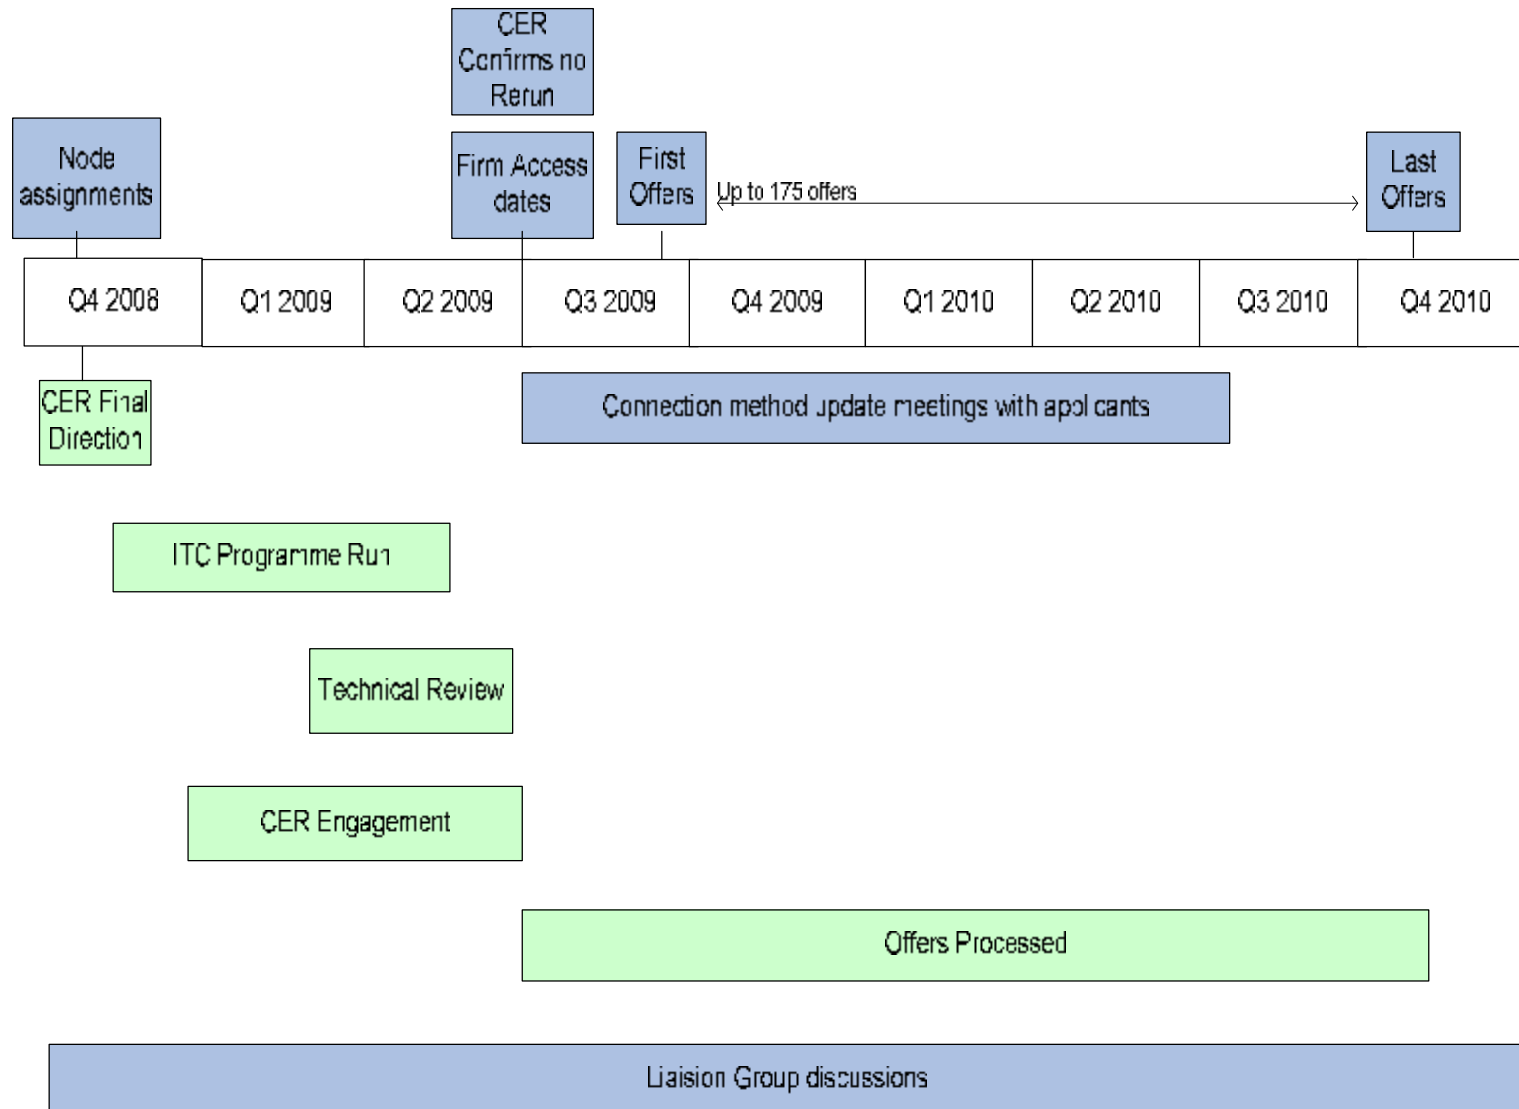 CER
Confirms no
Rerun
Node
assignments
Firm Access
dates
First
Offers
Up to 175 offers
Last
Offers
Q4 2008
Q1 2009
Q2 2009
Q3 2009
Q4 2009
Q1 2010
Q2 2010
Q3 2010
Q4 2010
CER Final
Direction
Connection method update meetings with applicants
ITC Programme Run
Technical Review
CER Engagement
Offers Processed
Liaision Group discussions